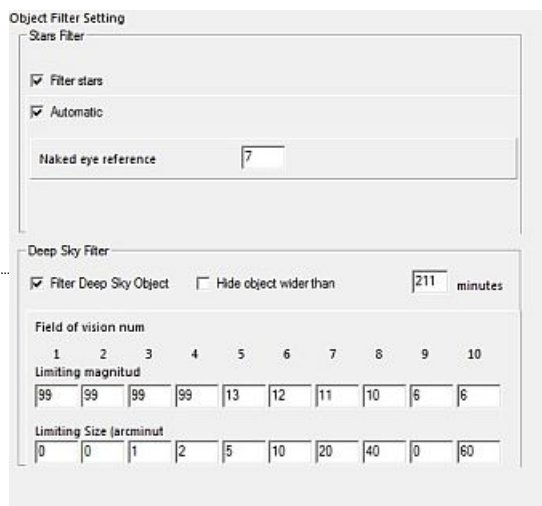 Object Filter Setting
Stars Filter
Filter stars
Automatic
Naked eye reference 7
Deep Sky Filter
Filter Deep Sky Object Hide object wider than 211 minutes
Field of vision num
1 2 3 4 5 6 7 8 9 10
Limiting magnitud
99 99 99 99 13 12 11 10 6 6
Limiting Size (arcminut
0 0 1 2 5 10 20 40 0 60